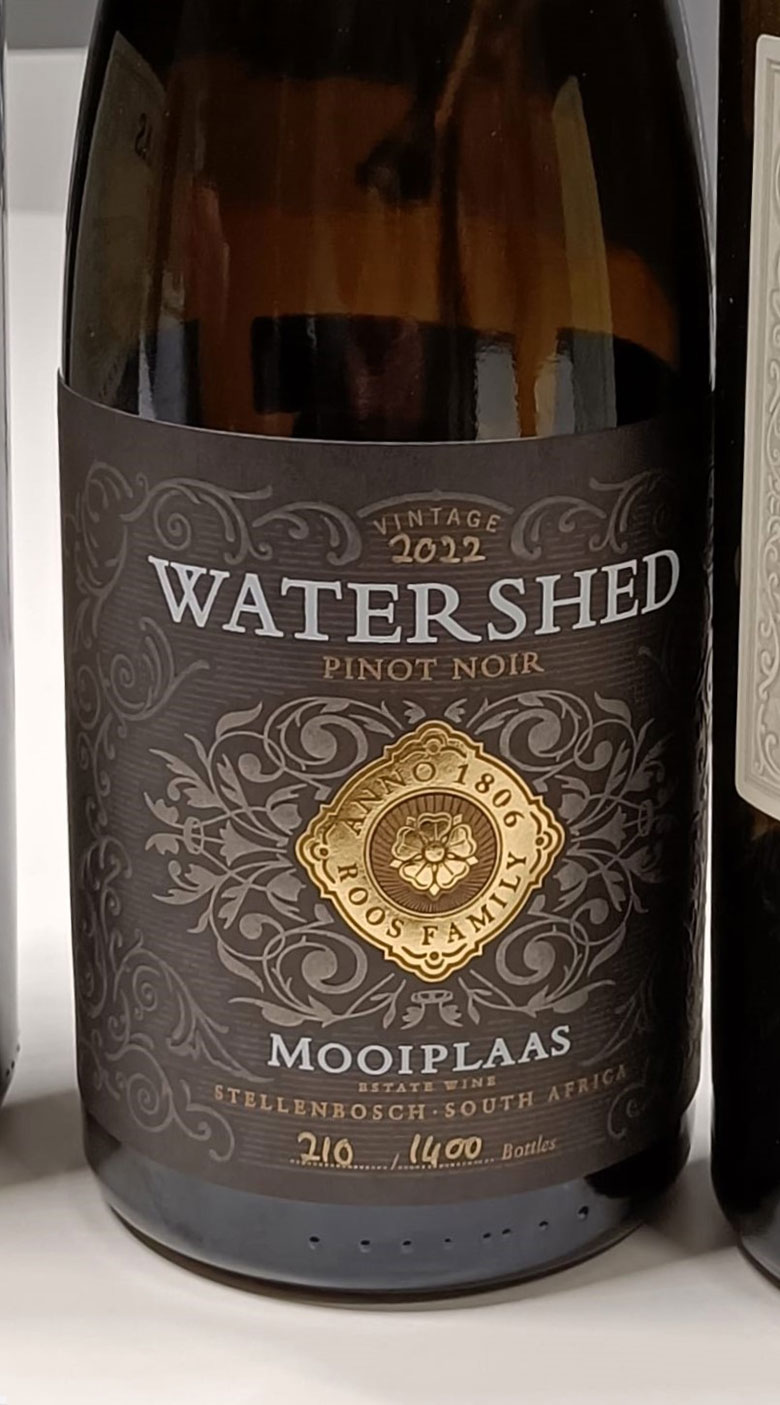 VINTAGE
2022
WATERSHED
PINOT NOIR
ANNO 1806
ROOS FAMILY
MOOIPLAAS
ESTATE WINE
STELLENBOSCH · SOUTH AFRICA
210 / 1400 Bottles